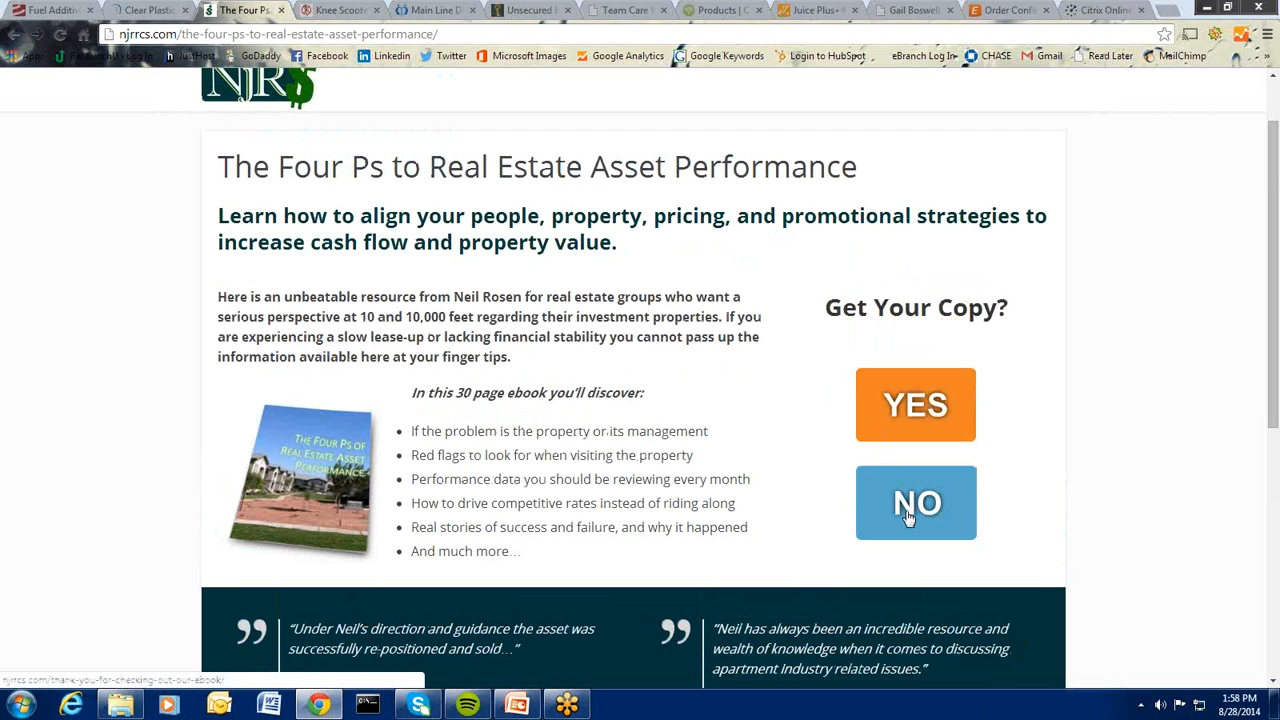 Fuel Additiv
Clear Plastic
The Four Ps
Knee Scoote
Main Line D
Unsecured
Team Care
Products | C
Juice Plus+
Gail Boswell
Order Confi
Citrix Online
njrrcs.com/the-four-ps-to-real-estate-asset-performance/
Apps
Log In
JustHost
GoDaddy
Facebook
Linkedin
Twitter
Microsoft Images
Google Analytics
Google Keywords
Login to HubSpot
eBranch Log In
CHASE
Gmail
Read Later
MailChimp
NJR$
The Four Ps to Real Estate Asset Performance
Learn how to align your people, property, pricing, and promotional strategies to
increase cash flow and property value.
Here is an unbeatable resource from Neil Rosen for real estate groups who want a
serious perspective at 10 and 10,000 feet regarding their investment properties. If you
are experiencing a slow lease-up or lacking financial stability you cannot pass up the
information available here at your finger tips.
In this 30 page ebook you'll discover:
If the problem is the property or its management
Red flags to look for when visiting the property
Performance data you should be reviewing every month
How to drive competitive rates instead of riding along
Real stories of success and failure, and why it happened
And much more…
THE FOUR PS OF
REAL ESTATE ASSET
PERFORMANCE
Get Your Copy?
YES
NO
“Under Neil’s direction and guidance the asset was
successfully re-positioned and sold…”
“Neil has always been an incredible resource and
wealth of knowledge when it comes to discussing
apartment industry related issues.”
njrrcs.com/thank-you-for-checking-out-our-ebook/
1:58 PM
8/28/2014